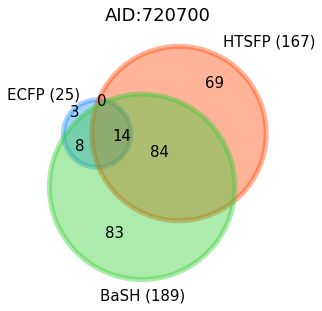 AID:720700
HTSFP (167)
ECFP (25)
0
3
69
14
8
84
83
BaSH (189)